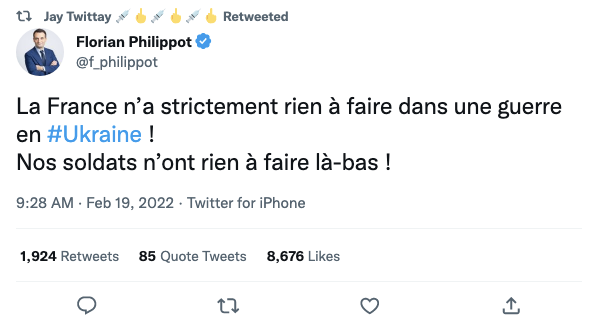 Jay Twittay 💉🖕💉🖕💉🖕 Retweeted
Florian Philippot
@f_philippot
La France n’a strictement rien à faire dans une guerre
en #Ukraine !
Nos soldats n’ont rien à faire là-bas !
9:28 AM · Feb 19, 2022 · Twitter for iPhone
1,924 Retweets 85 Quote Tweets 8,676 Likes